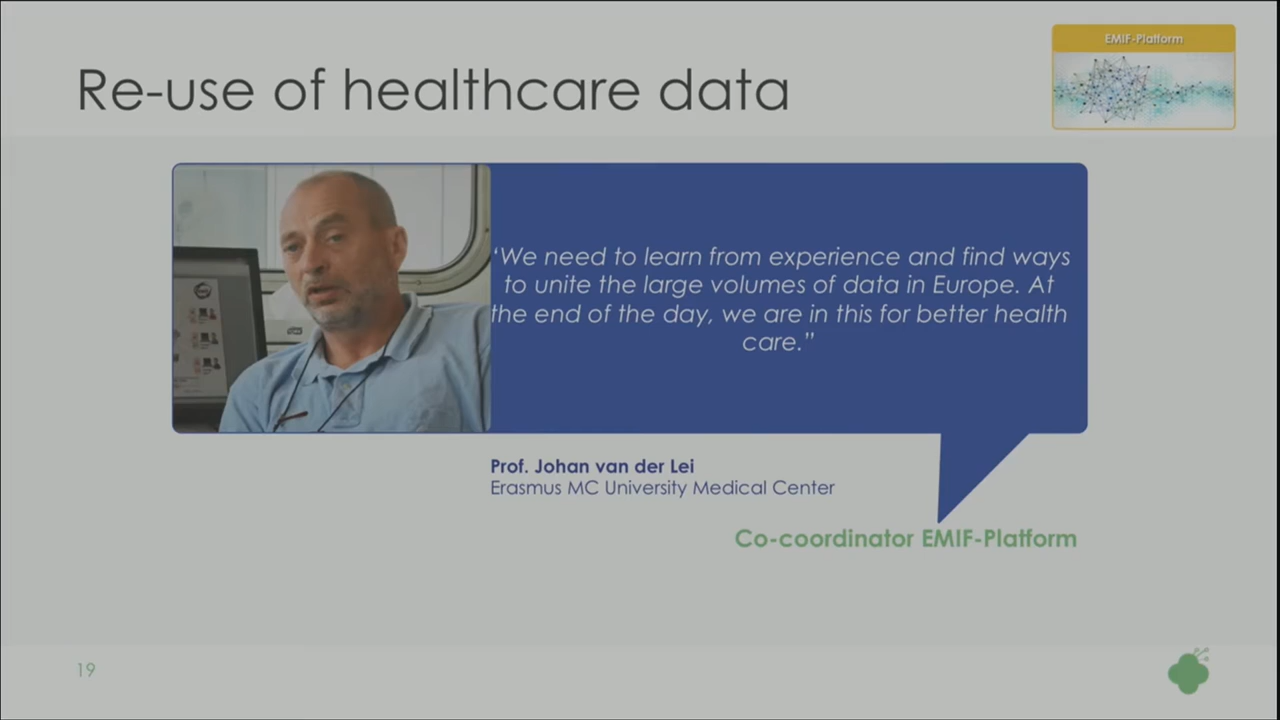 EMIF-Platform
Re-use of healthcare data
‘We need to learn from experience and find ways
to unite the large volumes of data in Europe. At
the end of the day, we are in this for better health
care.”
Prof. Johan van der Lei
Erasmus MC University Medical Center
Co-coordinator EMIF-Platform
19